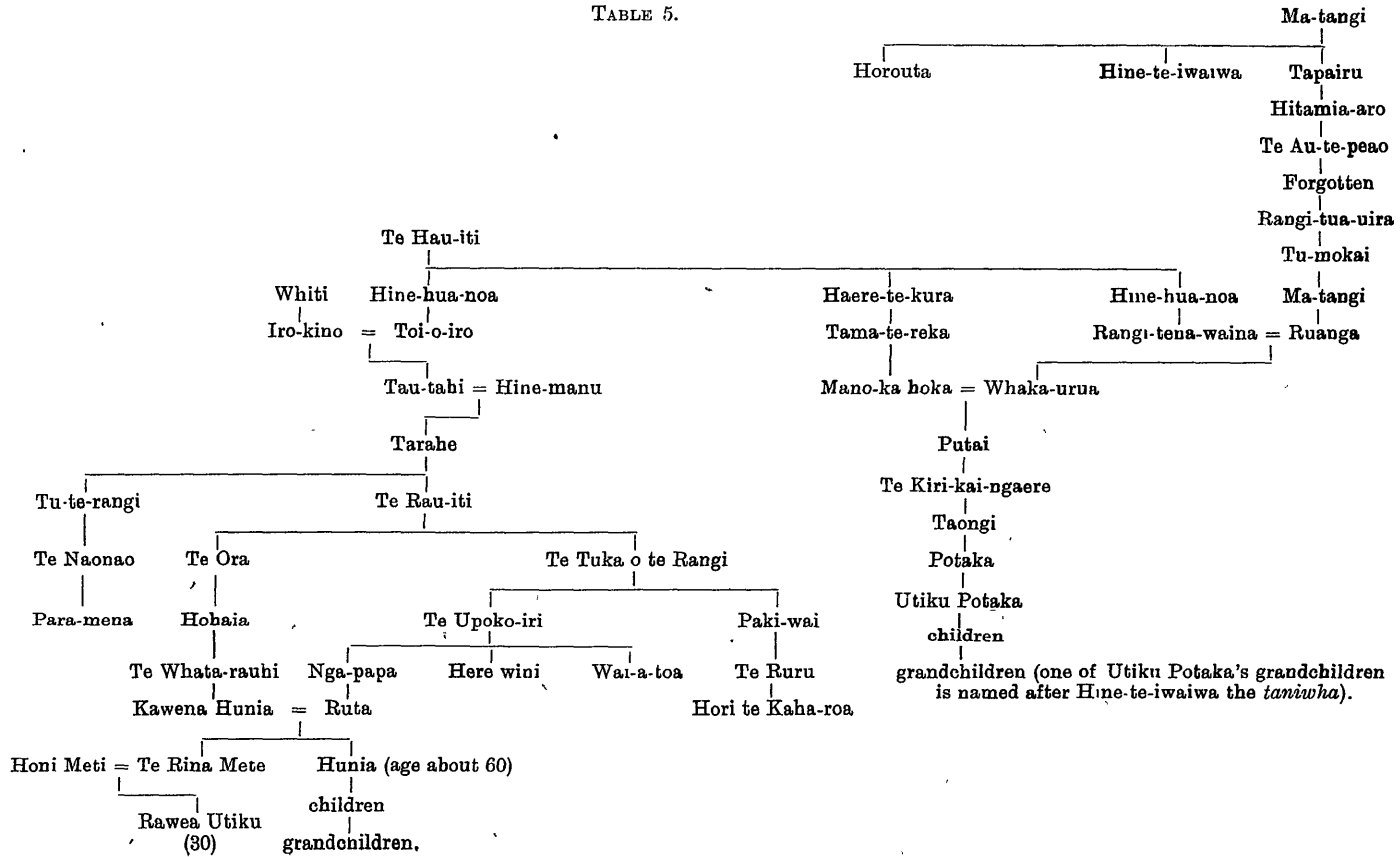 TABLE 5.
Ma-tangi
Horouta Hine-te-iwaiwa Tapairu
Hitamia-aro
Te Au-te-peao
Forgotten
Rangi-tua-uira
Te Hau-iti
Tu-mokai
Whiti Hine-hua-noa Haere-te-kura Hine-hua-noa Ma-tangi
Iro-kino = Toi-o-iro Tama-te-reka Rangi-tena-waina = Ruanga
Tau-tahi = Hine-manu Mano-ka hoka = Whaka-urua
Tarahe Putai
Te Kiri-kai-ngaere
Tu-te-rangi Te Rau-iti
Taongi
Te Naonao Te Ora Te Tuka o te Rangi Potaka
Utiku Potaka
Para-mena Hohaia Te Upoko-iri Paki-wai
children
Te Whata-rauhi Nga-papa Here wini Wai-a-toa Te Ruru grandchildren (one of Utiku Potaka's grandchildren
is named after Hine-te-iwaiwa the taniwha).
Kawena Hunia = Ruta Hori te Kaha-roa
Honi Meti = Te Rina Mete Hunia (age about 60)
children
Rawea Utiku
(30) grandchildren.